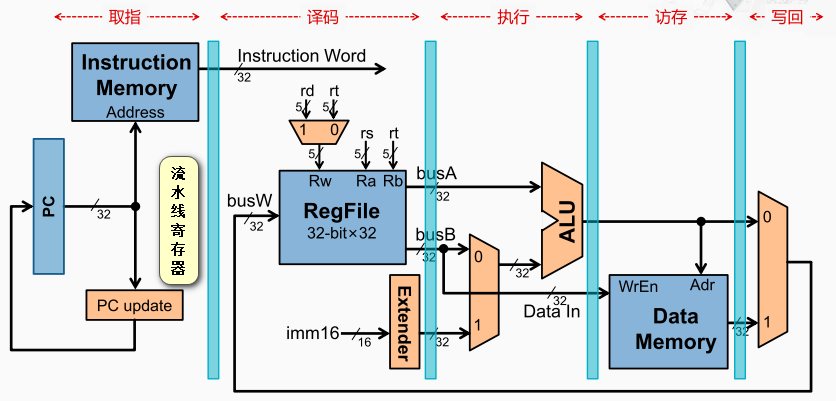 取指
译码
执行
访存
写回
Instruction
Memory
Address
Instruction Word
32
rd
rt
5
5
1
0
rs
rt
5
5
5
PC
32
流
水
线
寄
存
器
busW
32
Rw
Ra
Rb
RegFile
32-bit×32
busA
32
busB
32
0
1
32
ALU
PC update
imm16
16
Extender
32
Data In
32
WrEn
Adr
Data
Memory
32
0
1